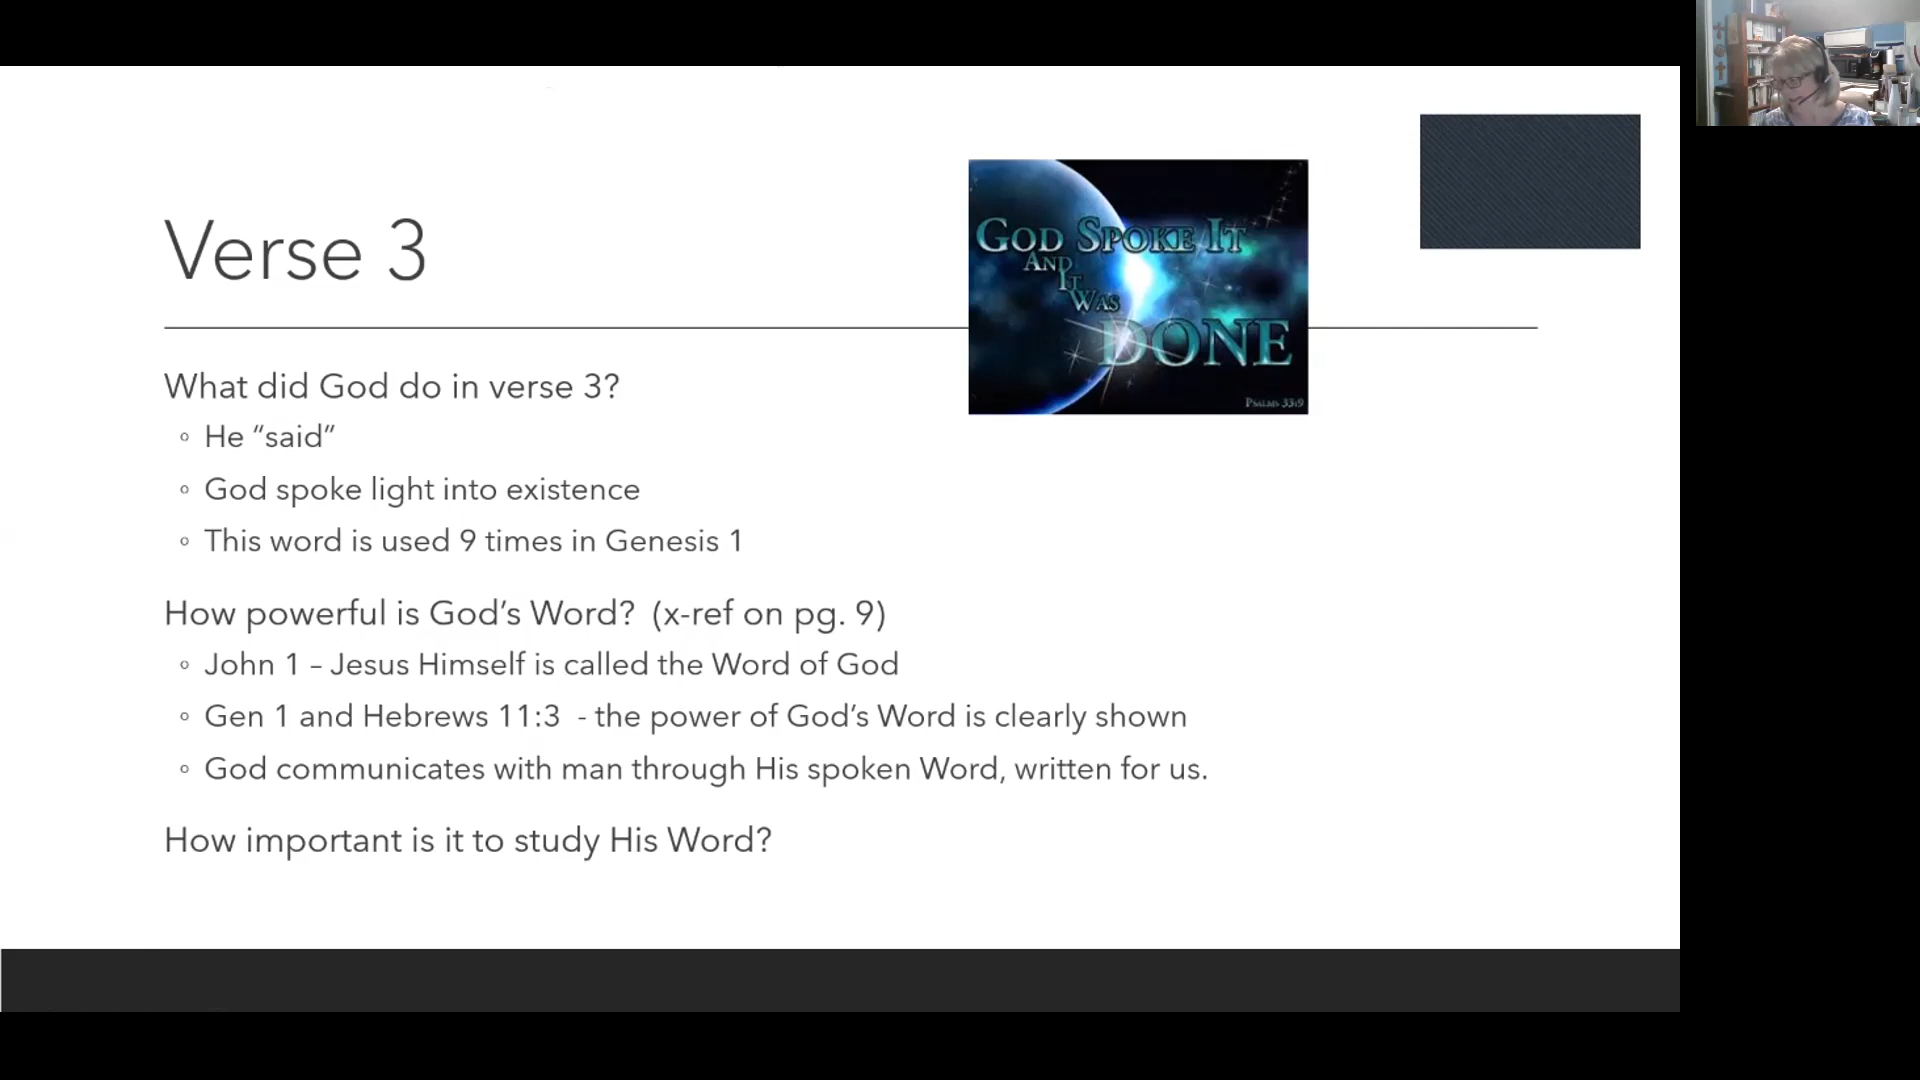 Verse 3
GOD SPOKE IT
AND
IT
WAS
DONE
PSALMS 33:9
What did God do in verse 3?
◦ He “said”
◦ God spoke light into existence
◦ This word is used 9 times in Genesis 1
How powerful is God’s Word? (x-ref on pg. 9)
◦ John 1 – Jesus Himself is called the Word of God
◦ Gen 1 and Hebrews 11:3 - the power of God’s Word is clearly shown
◦ God communicates with man through His spoken Word, written for us.
How important is it to study His Word?